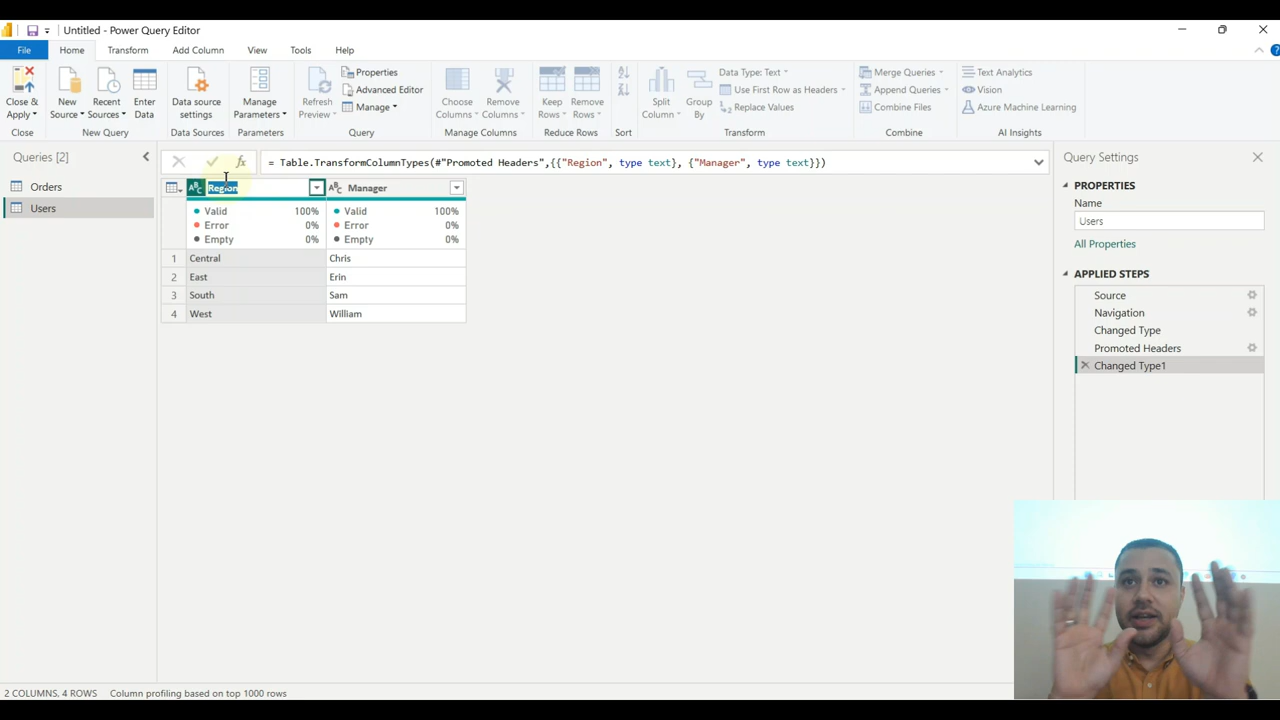 Untitled - Power Query Editor
File Home Transform Add Column View Tools Help
Close & Apply
New Source
Recent Sources
Enter Data
Data source settings
Manage Parameters
Refresh Preview
Properties
Advanced Editor
Manage
Choose Columns
Remove Columns
Keep Rows
Remove Rows
Split Column
Group By
Data Type: Text
Use First Row as Headers
Replace Values
Merge Queries
Append Queries
Combine Files
Text Analytics
Vision
Azure Machine Learning
Close New Query Data Sources Parameters Query Manage Columns Reduce Rows Sort Transform Combine AI Insights
Queries [2]
Orders
Users
fx = Table.TransformColumnTypes(#"Promoted Headers",{{"Region", type text}, {"Manager", type text}})
ABC Region ABC Manager
Valid 100% Valid 100%
Error 0% Error 0%
Empty 0% Empty 0%
1 Central Chris
2 East Erin
3 South Sam
4 West William
Query Settings
PROPERTIES
Name
Users
All Properties
APPLIED STEPS
Source
Navigation
Changed Type
Promoted Headers
Changed Type1
2 COLUMNS, 4 ROWS Column profiling based on top 1000 rows